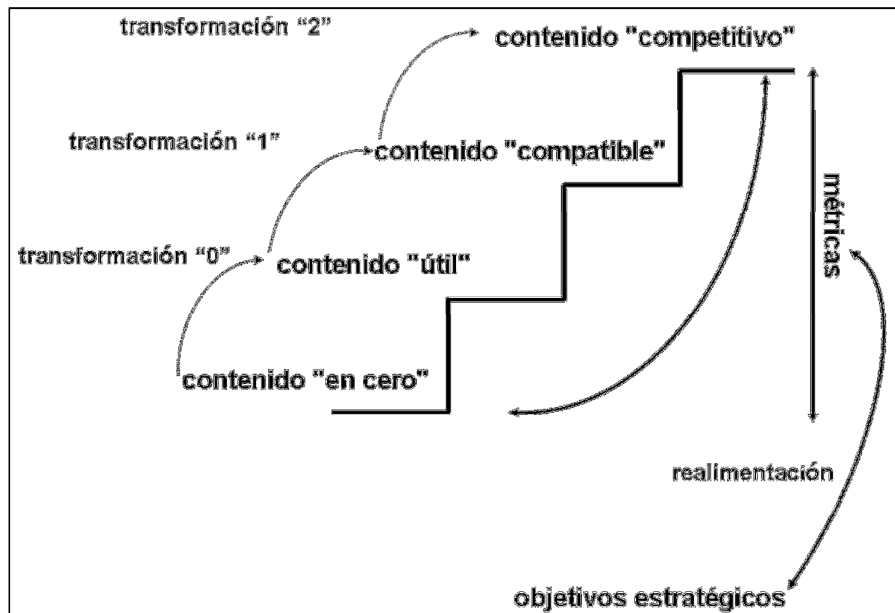 transformación “2”
contenido "competitivo"
transformación “1”
contenido "compatible"
métricas
transformación “0”
contenido "útil"
contenido "en cero"
realimentación
objetivos estratégicos